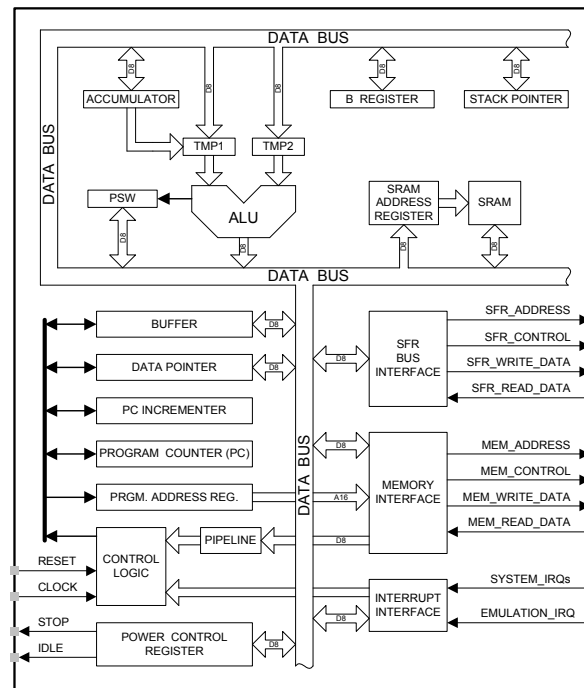 DATA BUS
D8
D8
D8
D8
D8
ACCUMULATOR
B REGISTER
STACK POINTER
DATA BUS
TMP1
TMP2
PSW
ALU
SRAM
ADDRESS
REGISTER
SRAM
D8
D8
D8
D8
DATA BUS
BUFFER
D8
DATA POINTER
D8
PC INCREMENTER
PROGRAM COUNTER (PC)
PRGM. ADDRESS REG.
A16
DATA BUS
D8
SFR
BUS
INTERFACE
SFR_ADDRESS
SFR_CONTROL
SFR_WRITE_DATA
SFR_READ_DATA
D8
MEMORY
INTERFACE
MEM_ADDRESS
MEM_CONTROL
MEM_WRITE_DATA
MEM_READ_DATA
RESET
CLOCK
CONTROL
LOGIC
PIPELINE
D8
INTERRUPT
INTERFACE
SYSTEM_IRQs
EMULATION_IRQ
D8
STOP
IDLE
POWER CONTROL
REGISTER
D8